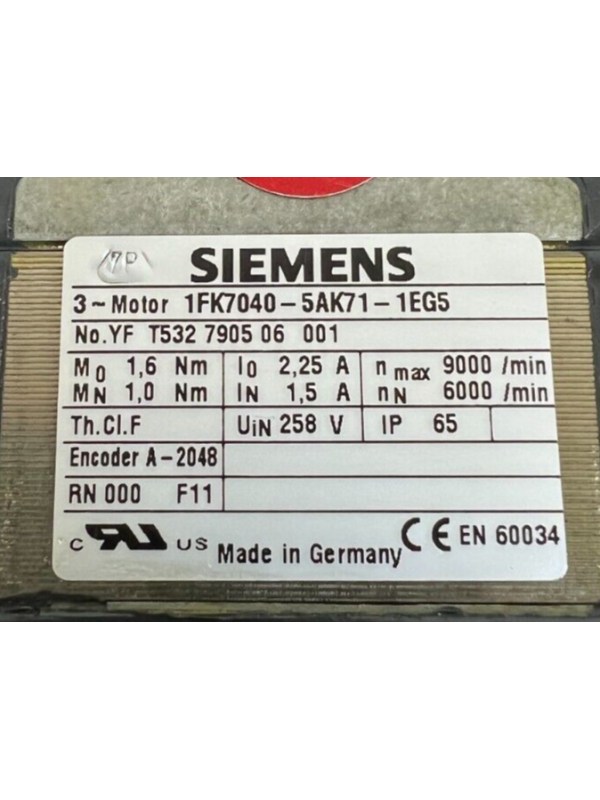 7P
SIEMENS
3~Motor 1FK7040-5AK71-1EG5
No.YF T532 7905 06 001
M0 1,6 Nm I0 2,25 A n max 9000 /min
MN 1,0 Nm IN 1,5 A nN 6000 /min
Th.Cl.F UiN 258 V IP 65
Encoder A-2048
RN 000 F11
c RU US Made in Germany CE EN 60034